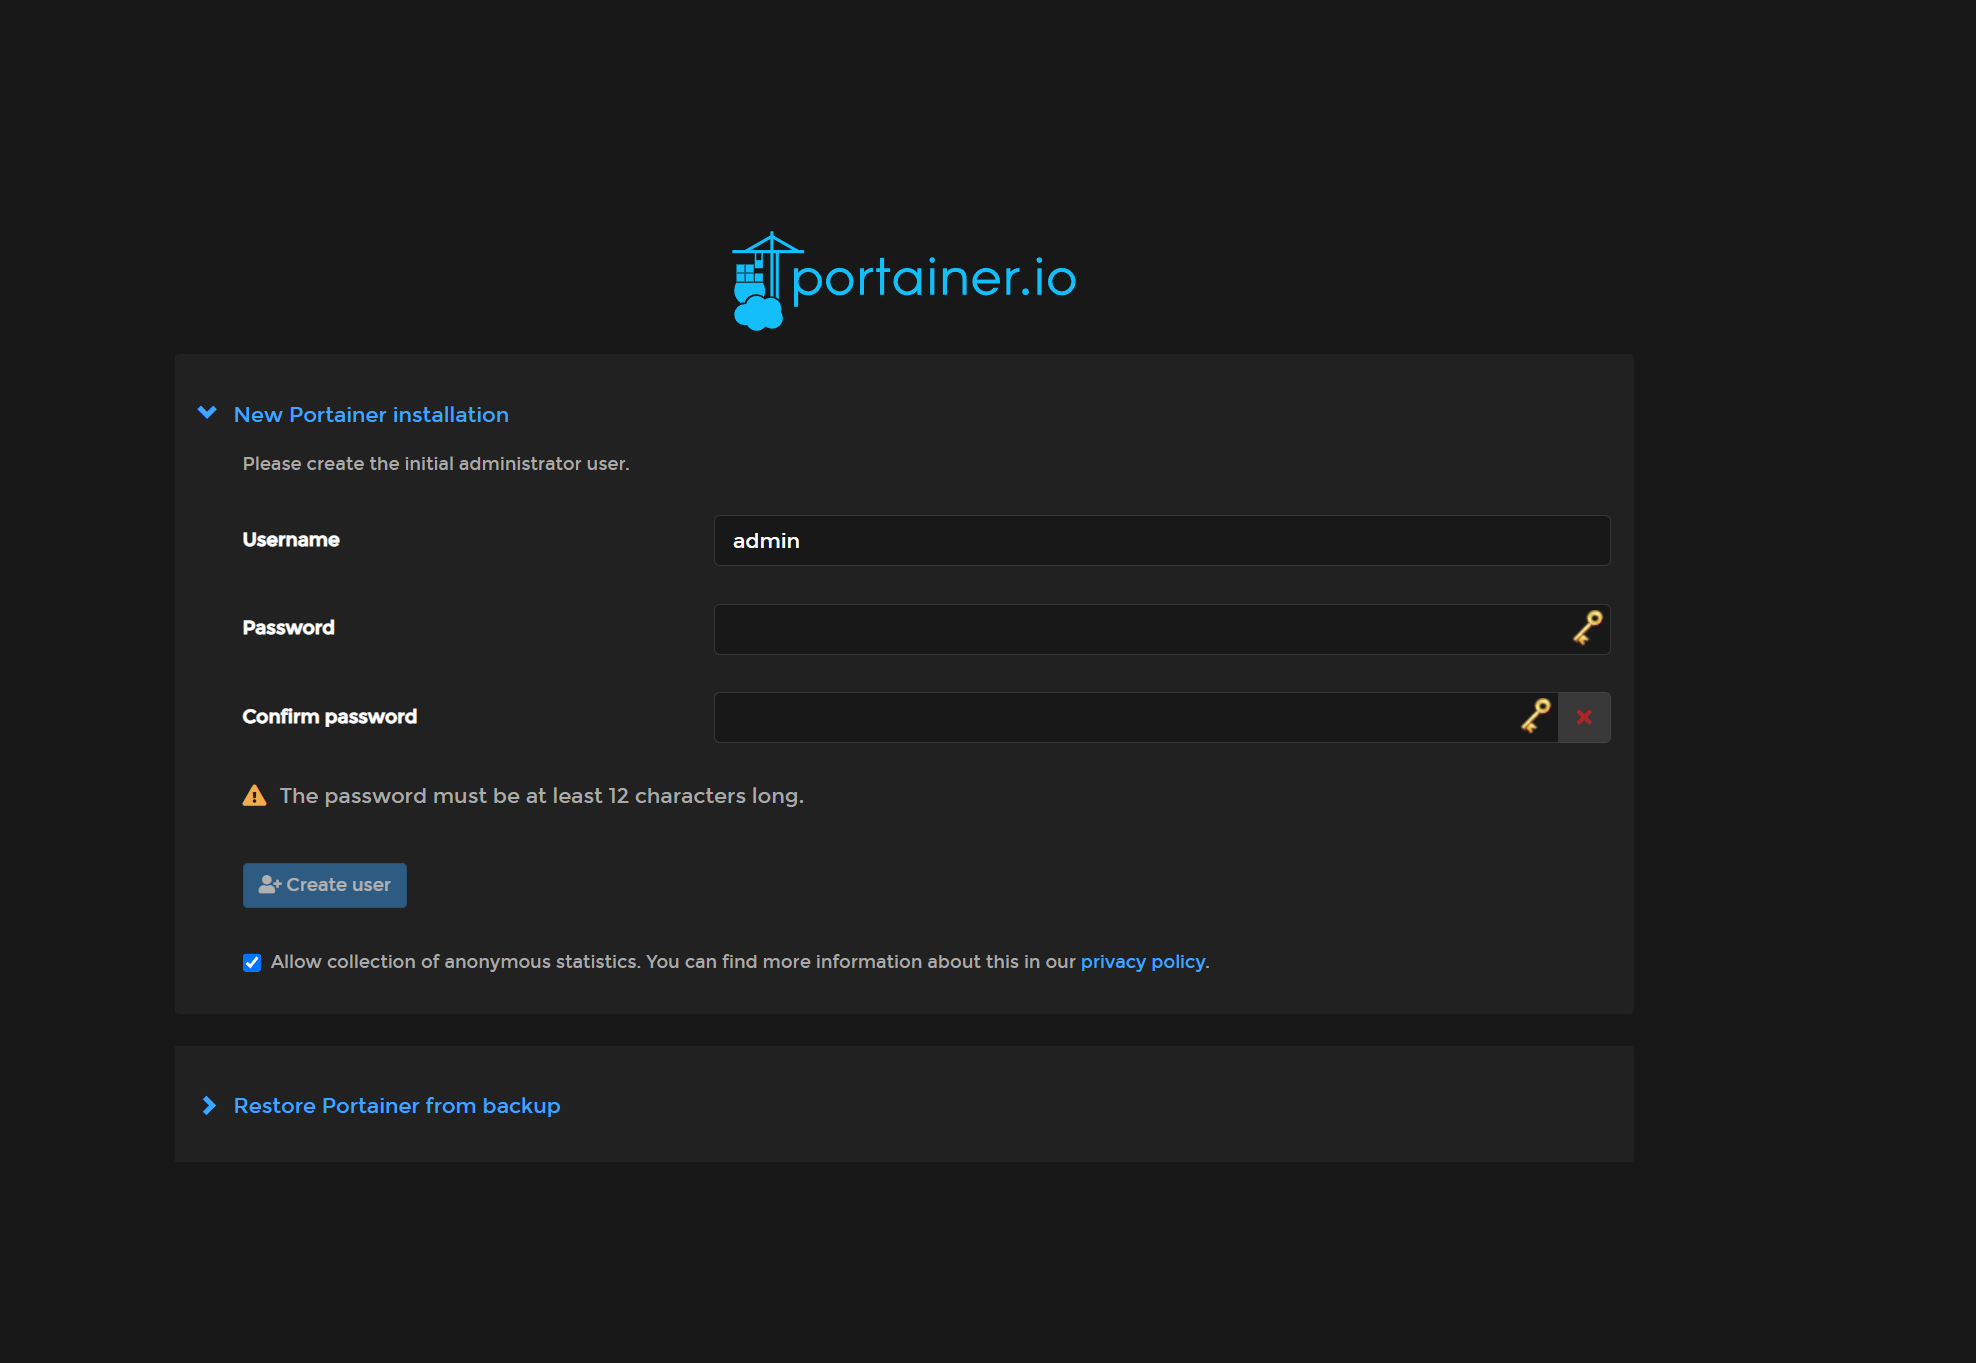 portainer.io
New Portainer installation
Please create the initial administrator user.
Username
admin
Password
Confirm password
The password must be at least 12 characters long.
Create user
Allow collection of anonymous statistics. You can find more information about this in our privacy policy.
Restore Portainer from backup